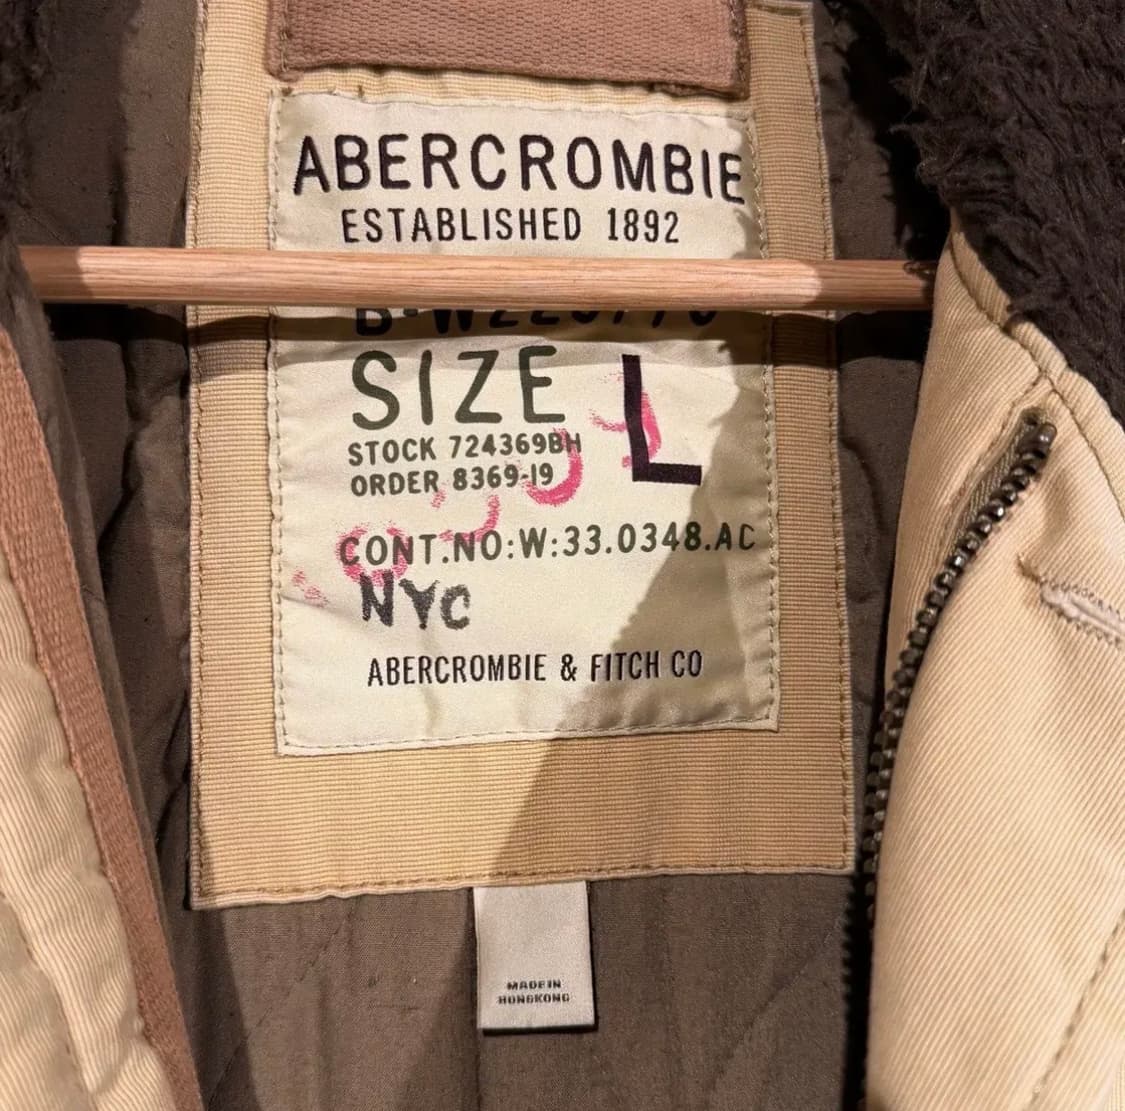 ABERCROMBIE
ESTABLISHED 1892
SIZE L
STOCK 724369BH
ORDER 8369-19
CONT.NO:W:33.0348.AC
NYC
ABERCROMBIE & FITCH CO
MADE IN
HONGKONG